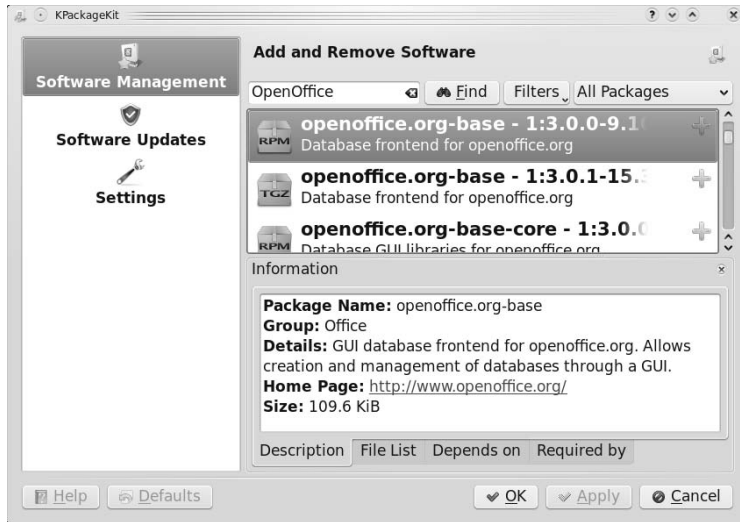 KPackageKit
Software Management
Software Updates
Settings
Add and Remove Software
OpenOffice Find Filters All Packages
RPM
openoffice.org-base - 1:3.0.0-9.1
Database frontend for openoffice.org
TGZ
openoffice.org-base - 1:3.0.1-15.
Database frontend for openoffice.org
RPM
openoffice.org-base-core - 1:3.0.
Database GUI libraries for openoffice.org
Information
Package Name: openoffice.org-base
Group: Office
Details: GUI database frontend for openoffice.org. Allows
creation and management of databases through a GUI.
Home Page: http://www.openoffice.org/
Size: 109.6 KiB
Description File List Depends on Required by
Help Defaults OK Apply Cancel